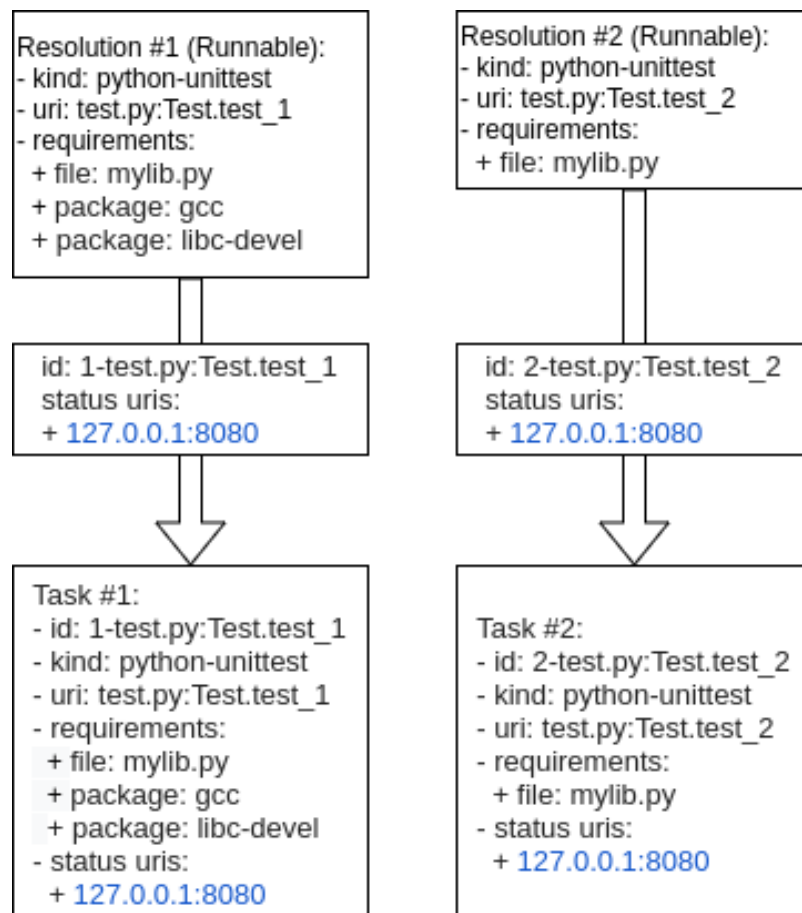 Resolution #1 (Runnable):
- kind: python-unittest
- uri: test.py:Test.test_1
- requirements:
+ file: mylib.py
+ package: gcc
+ package: libc-devel
id: 1-test.py:Test.test_1
status uris:
+ 127.0.0.1:8080
Task #1:
- id: 1-test.py:Test.test_1
- kind: python-unittest
- uri: test.py:Test.test_1
- requirements:
+ file: mylib.py
+ package: gcc
+ package: libc-devel
- status uris:
+ 127.0.0.1:8080
Resolution #2 (Runnable):
- kind: python-unittest
- uri: test.py:Test.test_2
- requirements:
+ file: mylib.py
id: 2-test.py:Test.test_2
status uris:
+ 127.0.0.1:8080
Task #2:
- id: 2-test.py:Test.test_2
- kind: python-unittest
- uri: test.py:Test.test_2
- requirements:
+ file: mylib.py
- status uris:
+ 127.0.0.1:8080